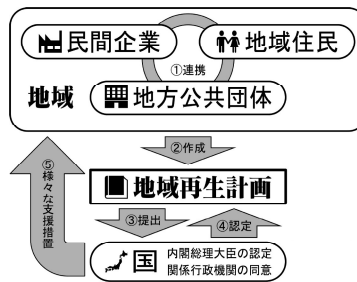 民間企業
地域住民
①連携
地域
地方公共団体
②作成
地域再生計画
③提出
④認定
⑤様々な支援措置
国
内閣総理大臣の認定
関係行政機関の同意